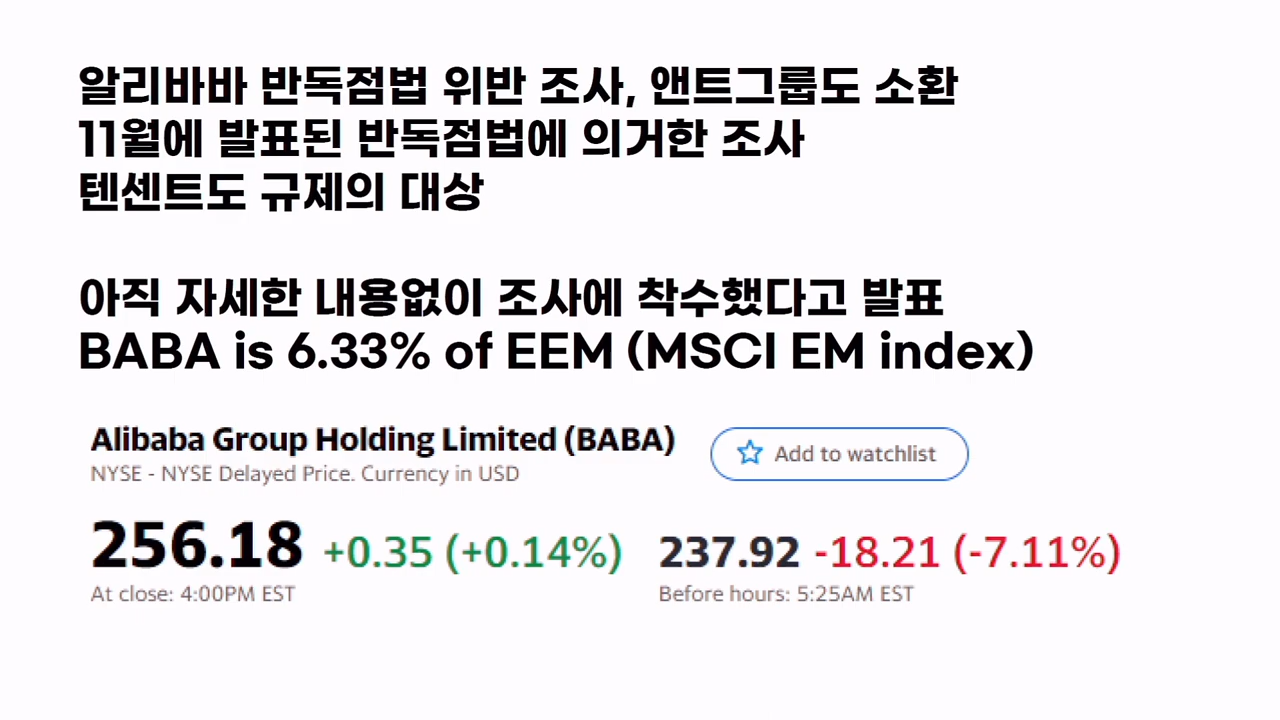 알리바바 반독점법 위반 조사, 앤트그룹도 소환
11월에 발표된 반독점법에 의거한 조사
텐센트도 규제의 대상
아직 자세한 내용없이 조사에 착수했다고 발표
BABA is 6.33% of EEM (MSCI EM index)
Alibaba Group Holding Limited (BABA)
Add to watchlist
NYSE - NYSE Delayed Price. Currency in USD
256.18 +0.35 (+0.14%) 237.92 -18.21 (-7.11%)
At close: 4:00PM EST Before hours: 5:25AM EST